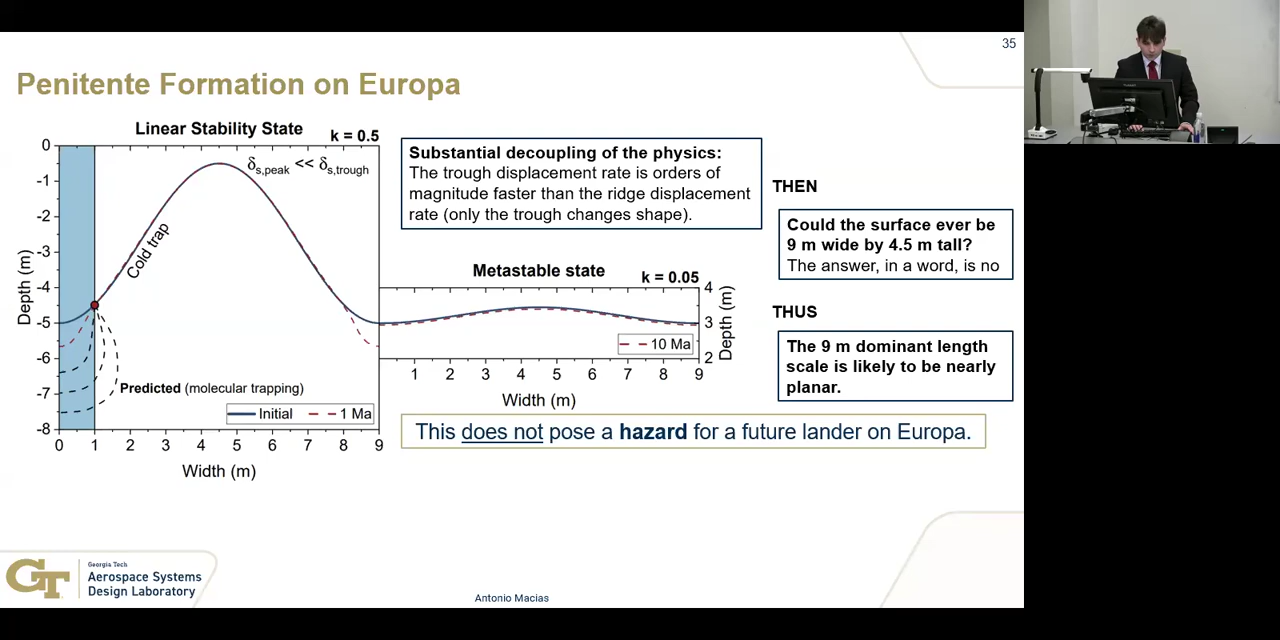 35
Penitente Formation on Europa
Linear Stability State
k = 0.5
δs,peak << δs,trough
Cold trap
Depth (m)
0
-1
-2
-3
-4
-5
-6
-7
-8
Predicted (molecular trapping)
Initial
1 Ma
0 1 2 3 4 5 6 7 8 9
Width (m)
Substantial decoupling of the physics:
The trough displacement rate is orders of
magnitude faster than the ridge displacement
rate (only the trough changes shape).
Metastable state
k = 0.05
4
3
2
Depth (m)
10 Ma
1 2 3 4 5 6 7 8 9
Width (m)
THEN
Could the surface ever be
9 m wide by 4.5 m tall?
The answer, in a word, is no
THUS
The 9 m dominant length
scale is likely to be nearly
planar.
This does not pose a hazard for a future lander on Europa.
GT
Georgia Tech
Aerospace Systems
Design Laboratory
Antonio Macias